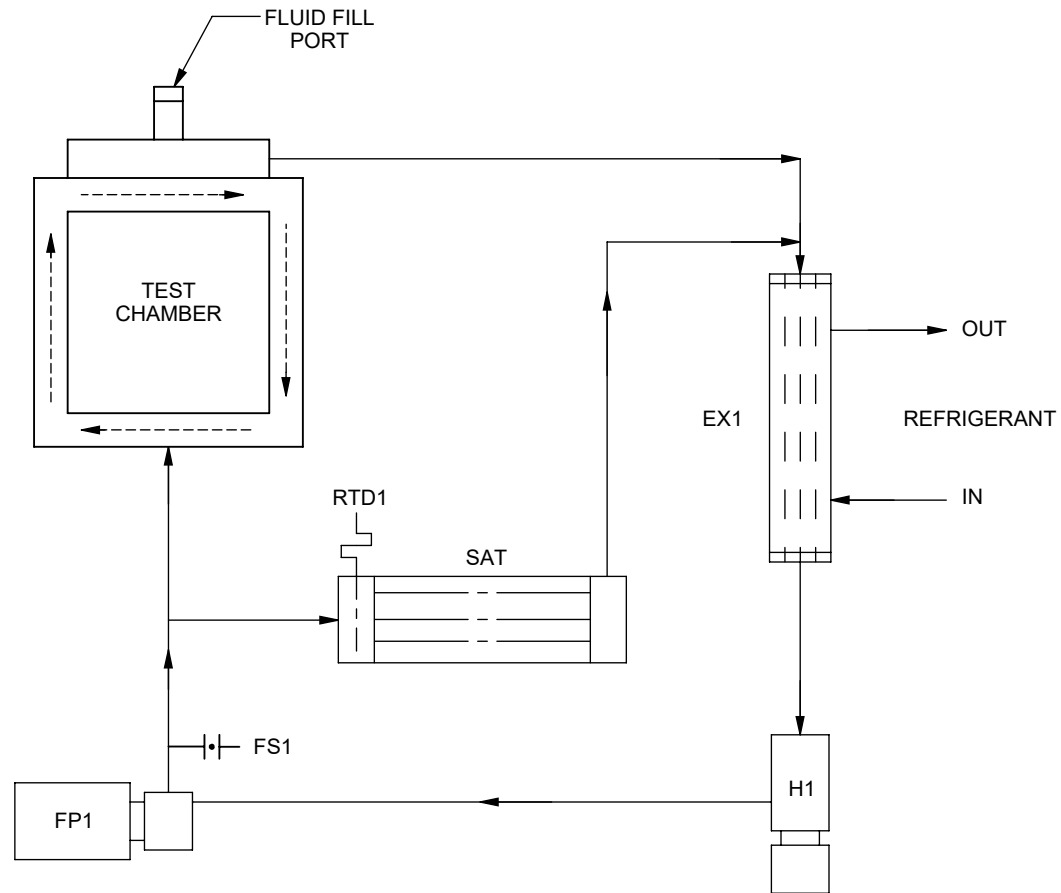 FLUID FILL
PORT
TEST
CHAMBER
OUT
EX1
REFRIGERANT
RTD1
IN
SAT
FS1
H1
FP1